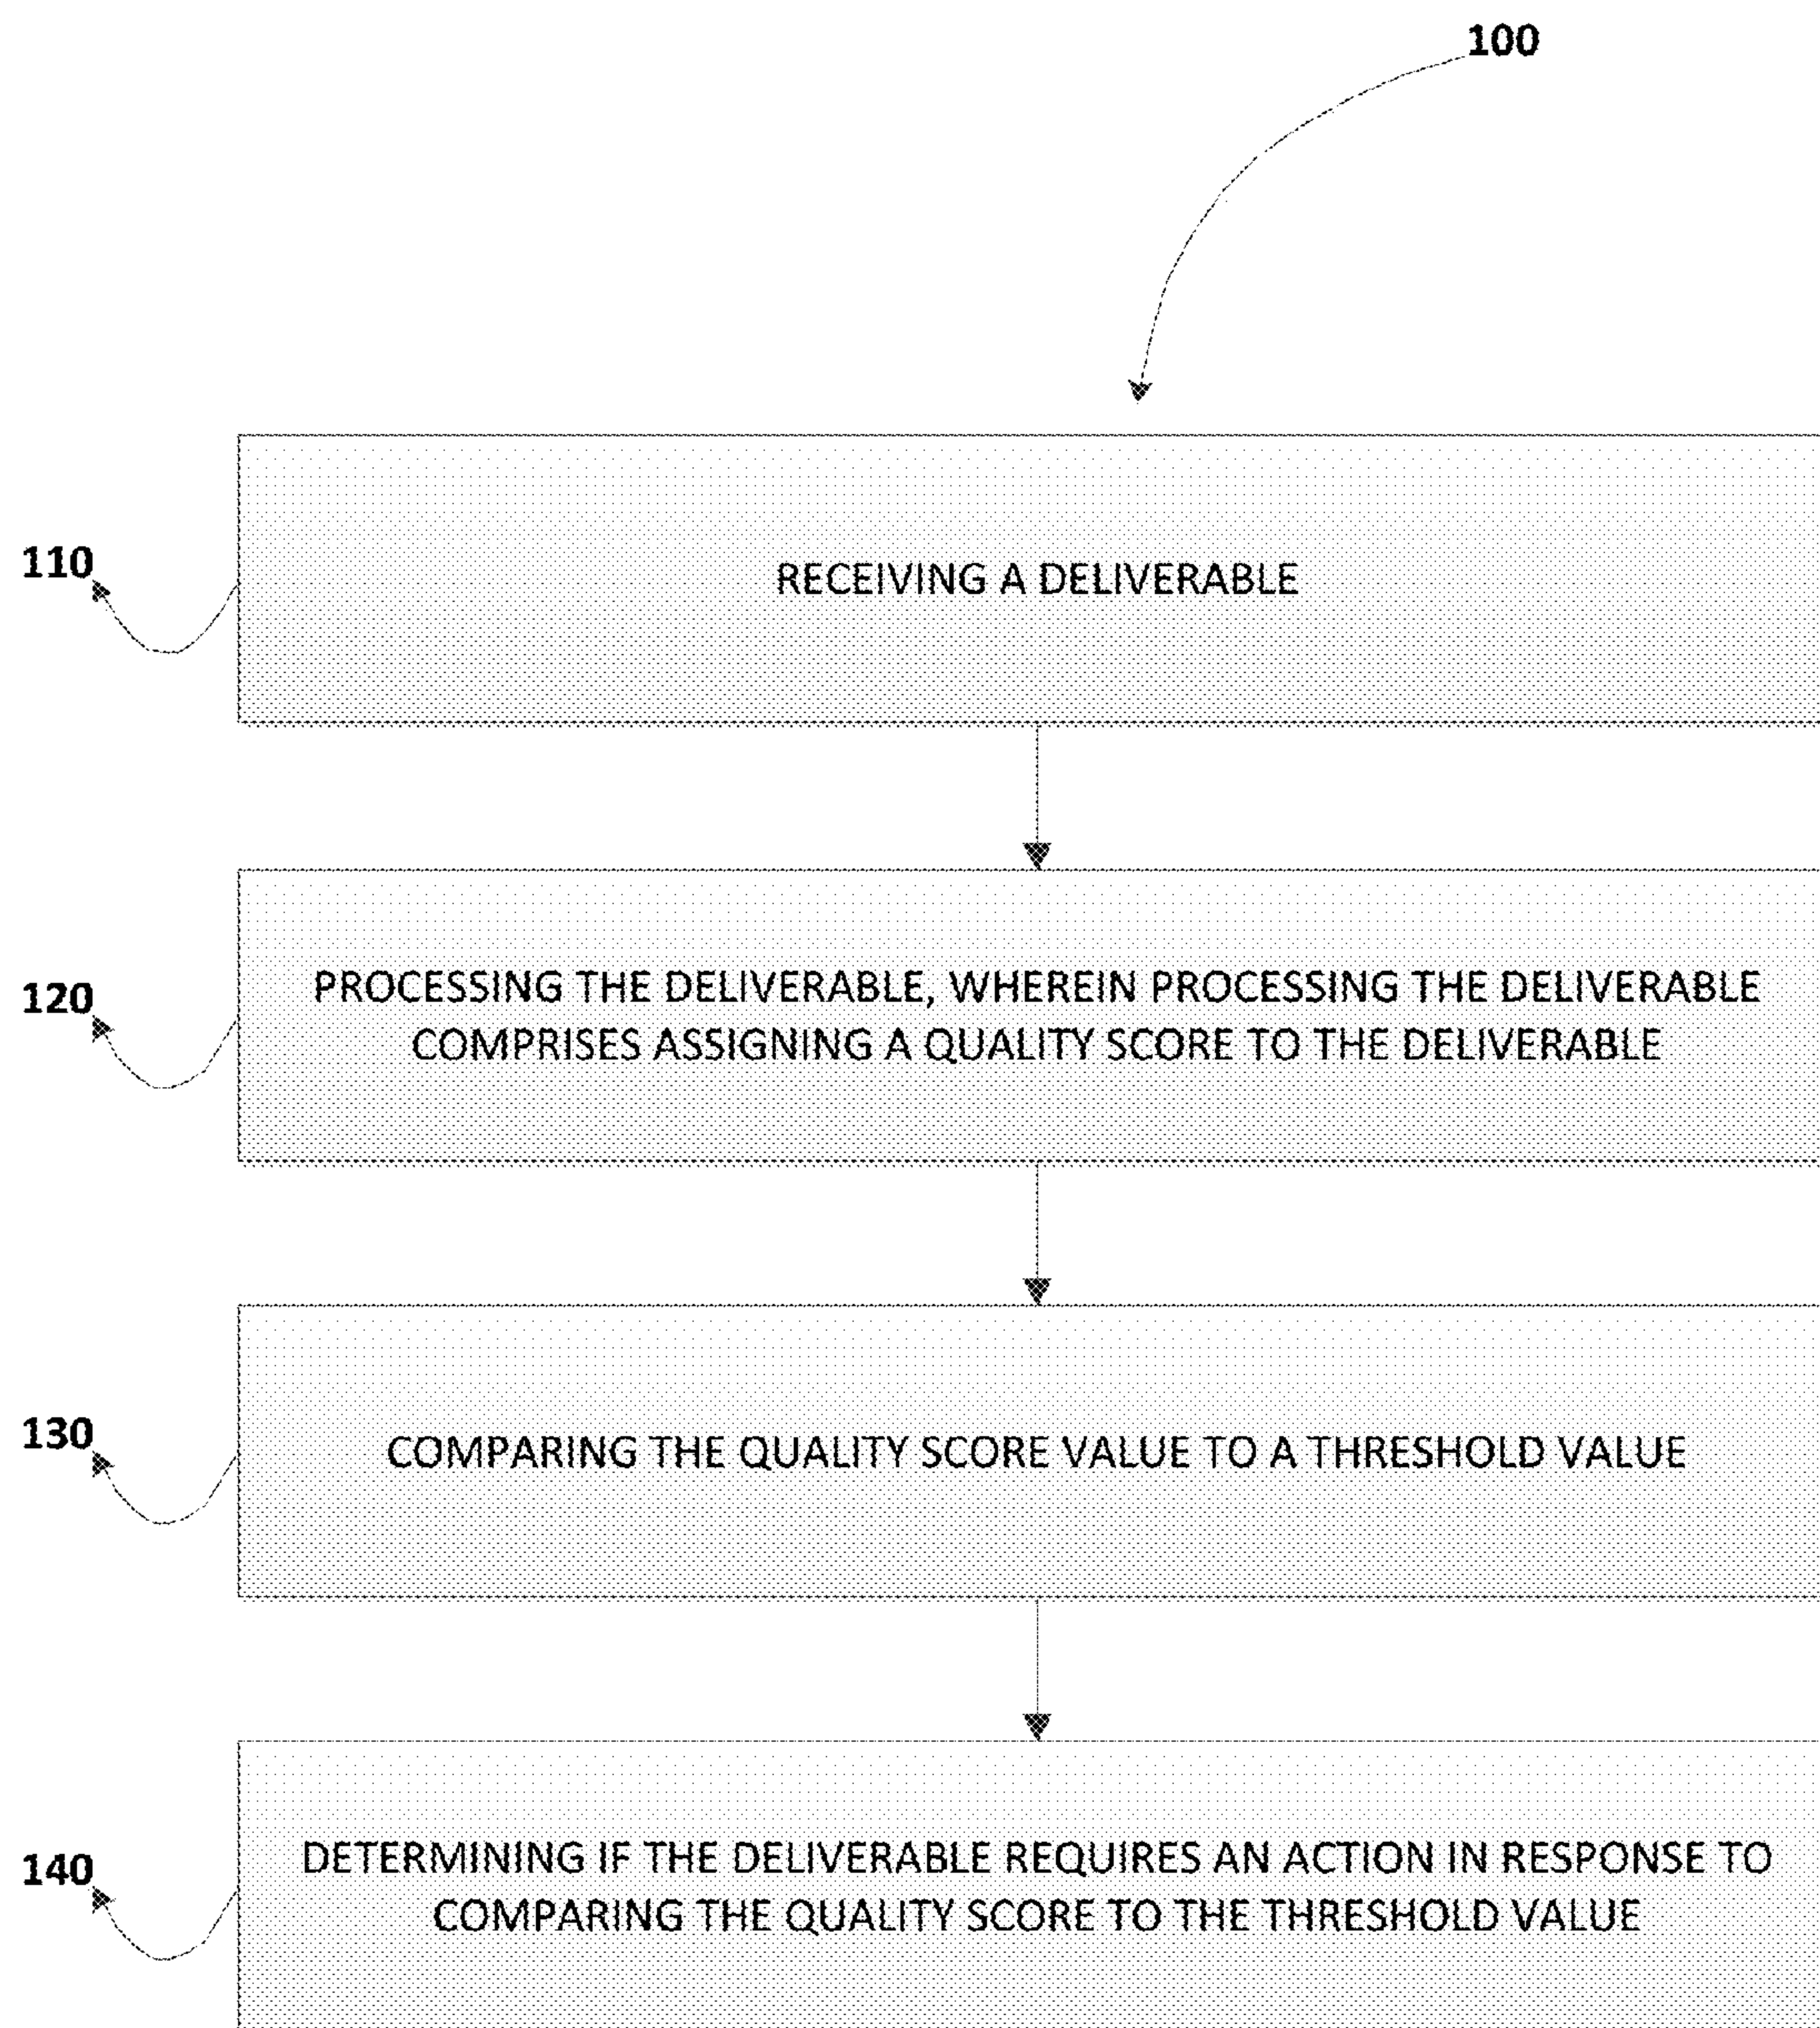 100
110
RECEIVING A DELIVERABLE
120
PROCESSING THE DELIVERABLE, WHEREIN PROCESSING THE DELIVERABLE
COMPRISES ASSIGNING A QUALITY SCORE TO THE DELIVERABLE
130
COMPARING THE QUALITY SCORE VALUE TO A THRESHOLD VALUE
140
DETERMINING IF THE DELIVERABLE REQUIRES AN ACTION IN RESPONSE TO
COMPARING THE QUALITY SCORE TO THE THRESHOLD VALUE